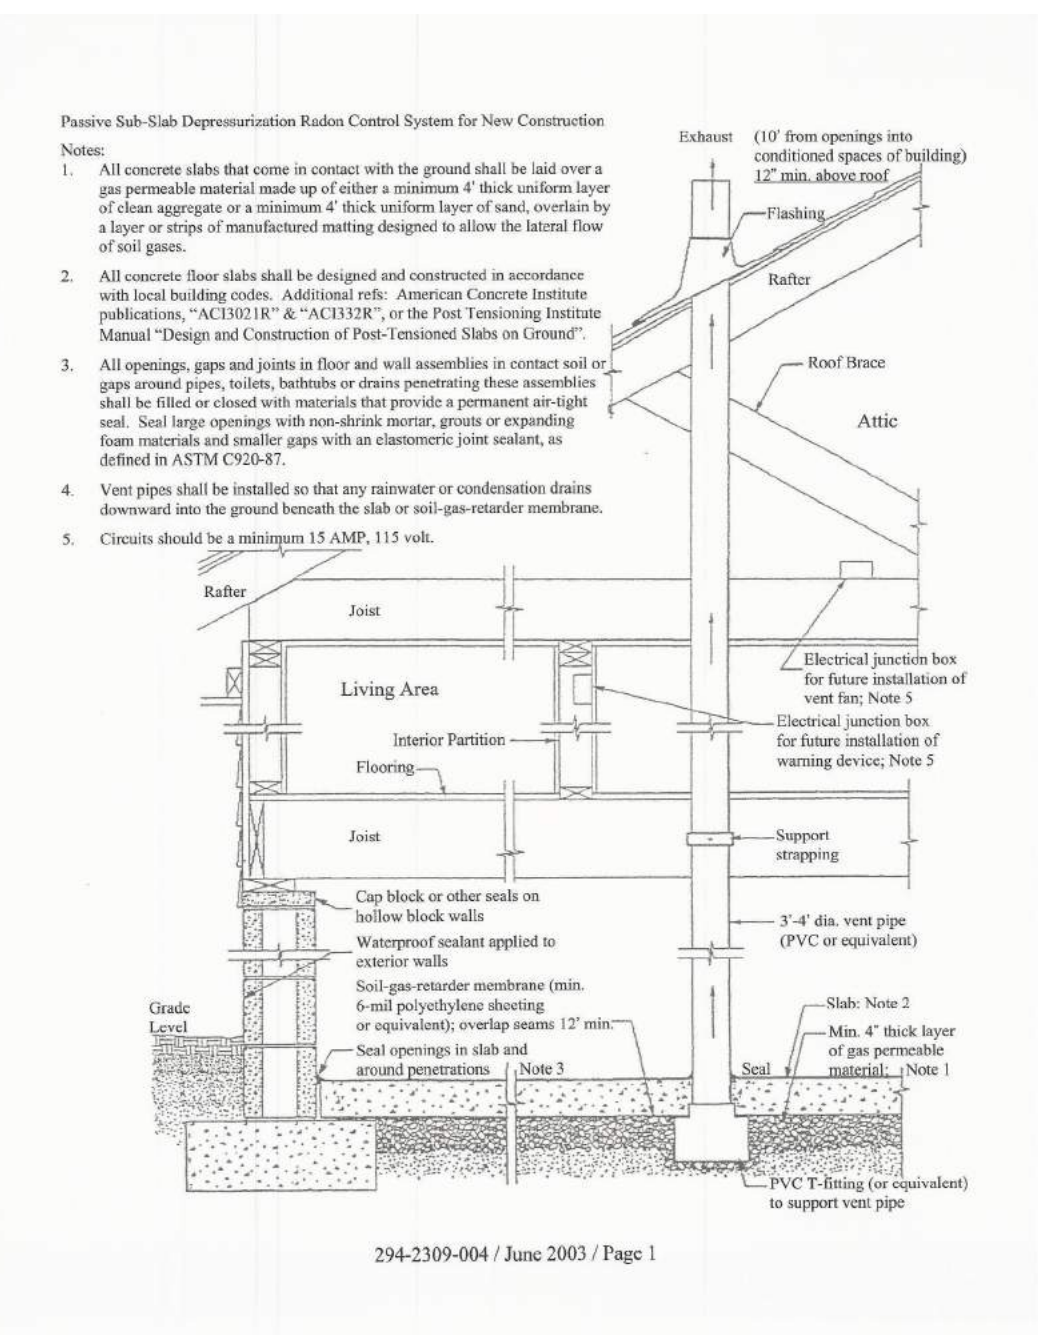 Passive Sub-Slab Depressurization Radon Control System for New Construction
Notes:
1. All concrete slabs that come in contact with the ground shall be laid over a
gas permeable material made up of either a minimum 4' thick uniform layer
of clean aggregate or a minimum 4' thick uniform layer of sand, overlain by
a layer or strips of manufactured matting designed to allow the lateral flow
of soil gases.
2. All concrete floor slabs shall be designed and constructed in accordance
with local building codes. Additional refs: American Concrete Institute
publications, "ACI3021R" & "ACI332R", or the Post Tensioning Institute
Manual "Design and Construction of Post-Tensioned Slabs on Ground".
3. All openings, gaps and joints in floor and wall assemblies in contact soil or
gaps around pipes, toilets, bathtubs or drains penetrating these assemblies
shall be filled or closed with materials that provide a permanent air-tight
seal. Seal large openings with non-shrink mortar, grouts or expanding
foam materials and smaller gaps with an elastomeric joint sealant, as
defined in ASTM C920-87.
4. Vent pipes shall be installed so that any rainwater or condensation drains
downward into the ground beneath the slab or soil-gas-retarder membrane.
5. Circuits should be a minimum 15 AMP, 115 volt.
Exhaust
(10' from openings into
conditioned spaces of building)
12" min. above roof
Flashing
Rafter
Roof Brace
Attic
Rafter
Joist
Living Area
Electrical junction box
for future installation of
vent fan; Note 5
Electrical junction box
for future installation of
warning device; Note 5
Interior Partition
Flooring
Joist
Support
strapping
Cap block or other seals on
hollow block walls
3'-4' dia. vent pipe
(PVC or equivalent)
Waterproof sealant applied to
exterior walls
Soil-gas-retarder membrane (min.
6-mil polyethylene sheeting
or equivalent); overlap seams 12' min.
Grade
Level
Slab: Note 2
Min. 4" thick layer
of gas permeable
material: Note 1
Seal openings in slab and
around penetrations
Note 3
Seal
PVC T-fitting (or equivalent)
to support vent pipe
294-2309-004 / June 2003 / Page 1